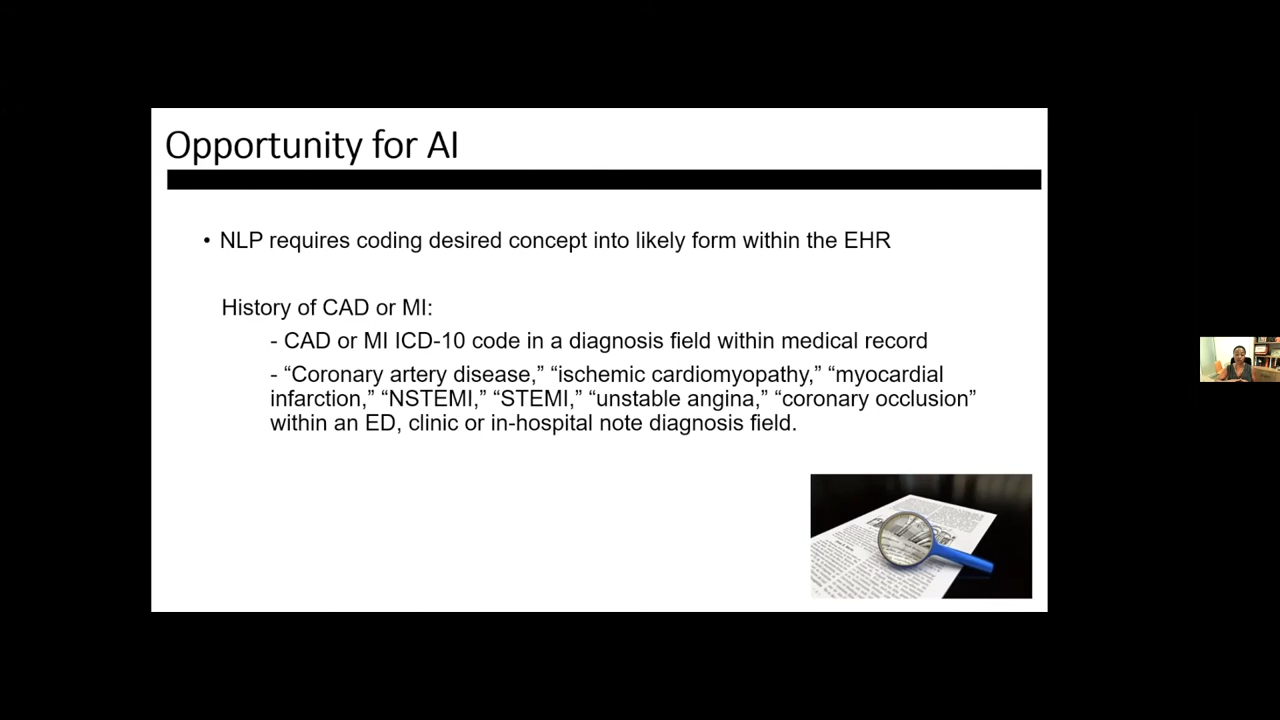 Opportunity for AI
• NLP requires coding desired concept into likely form within the EHR
History of CAD or MI:
- CAD or MI ICD-10 code in a diagnosis field within medical record
- “Coronary artery disease,” “ischemic cardiomyopathy,” “myocardial
infarction,” “NSTEMI,” “STEMI,” “unstable angina,” “coronary occlusion”
within an ED, clinic or in-hospital note diagnosis field.